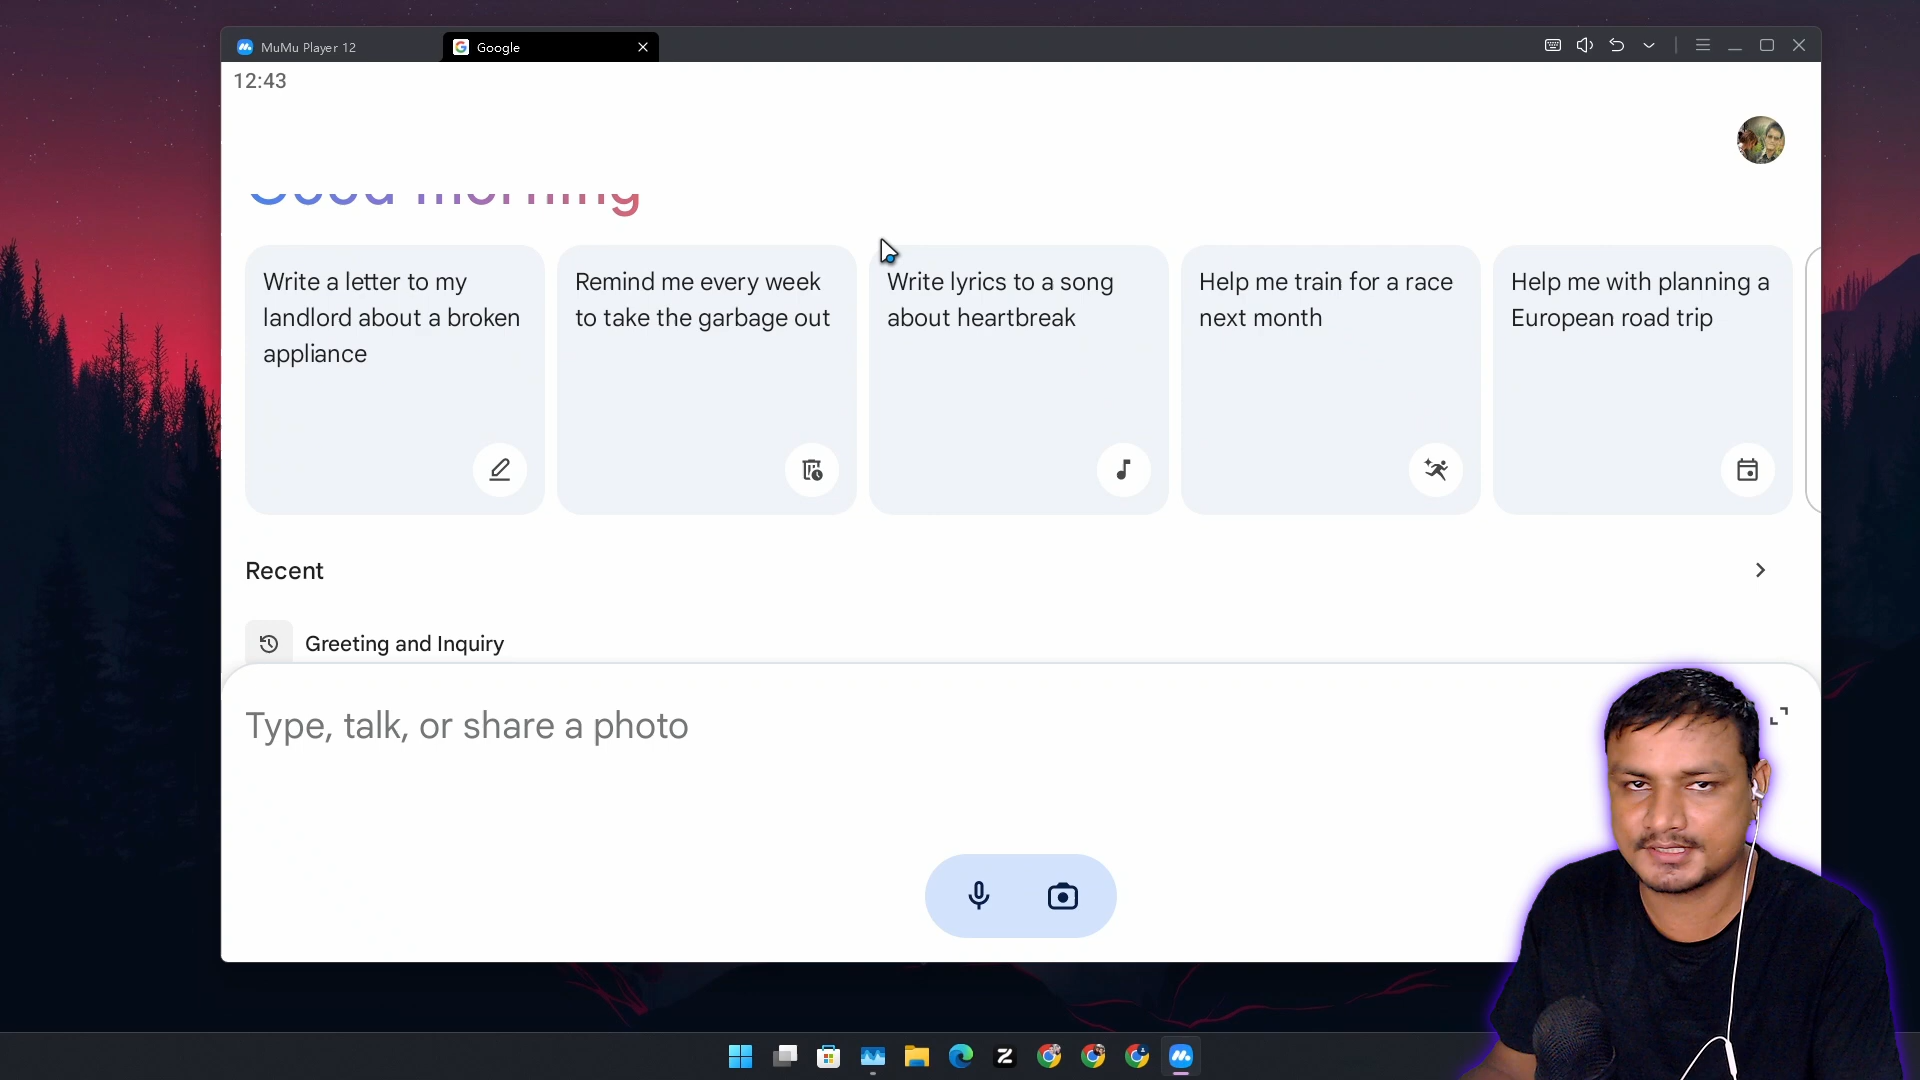 MuMu Player 12
Google
12:43
Good morning
Write a letter to my
landlord about a broken
appliance
Remind me every week
to take the garbage out
Write lyrics to a song
about heartbreak
Help me train for a race
next month
Help me with planning a
European road trip
Recent
Greeting and Inquiry
Type, talk, or share a photo